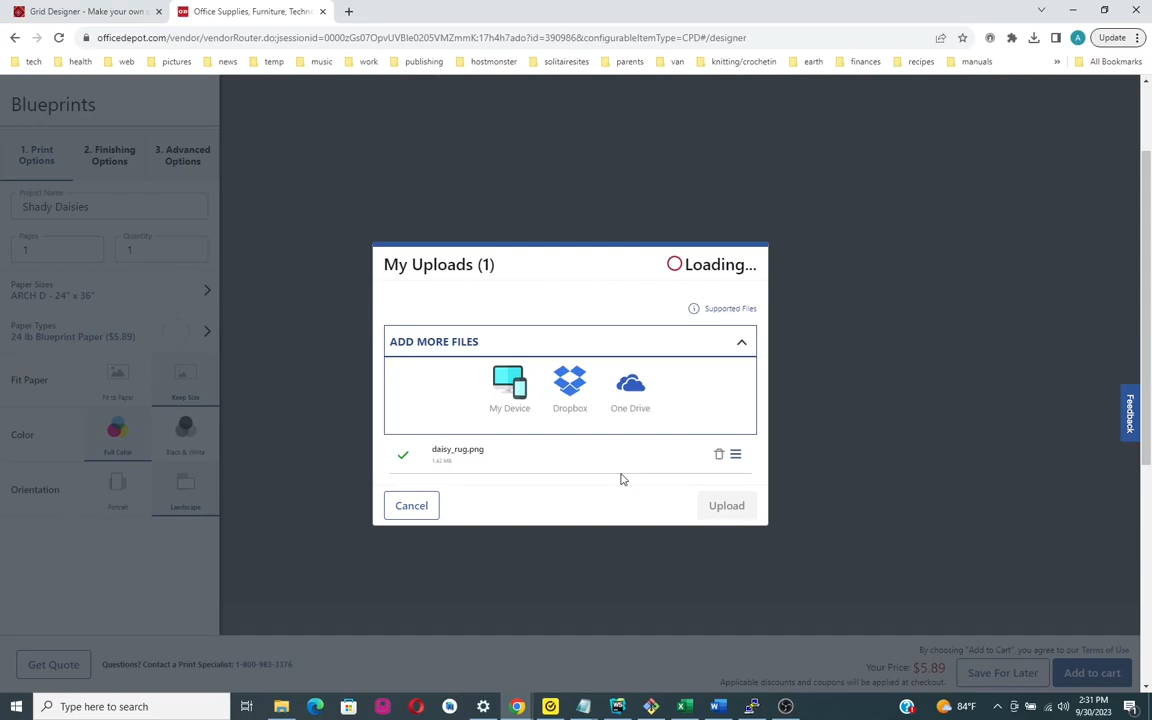 Grid Designer - Make your own c
Office Supplies, Furniture, Techn
officedepot.com/vendor/vendorRouter.do;jsessionid=0000zGs07OpvUVBle0205VMZmmK:17h4h7ado?id=390986&configurableItemType=CPD#/designer
A
Update
tech
health
web
pictures
news
temp
music
work
publishing
hostmonster
solitairesites
parents
van
knitting/crochetin
earth
finances
recipes
manuals
»
All Bookmarks
Blueprints
1. Print Options
2. Finishing Options
3. Advanced Options
Project Name
Shady Daisies
Pages
1
Quantity
1
Paper Sizes
ARCH D - 24" x 36"
Paper Types
24 lb Blueprint Paper ($5.89)
Fit Paper
Fit to Paper
Keep Size
Color
Full Color
Black & White
Orientation
Portrait
Landscape
My Uploads (1)
Loading...
Supported Files
ADD MORE FILES
My Device
Dropbox
One Drive
daisy_rug.png
1.42 MB
Cancel
Upload
Feedback
Get Quote
Questions? Contact a Print Specialist: 1-800-983-3376
By choosing "Add to Cart", you agree to our Terms of Use
Your Price: $5.89
Applicable discounts and coupons will be applied at checkout.
Save For Later
Add to cart
Type here to search
84°F
2:31 PM
9/30/2023